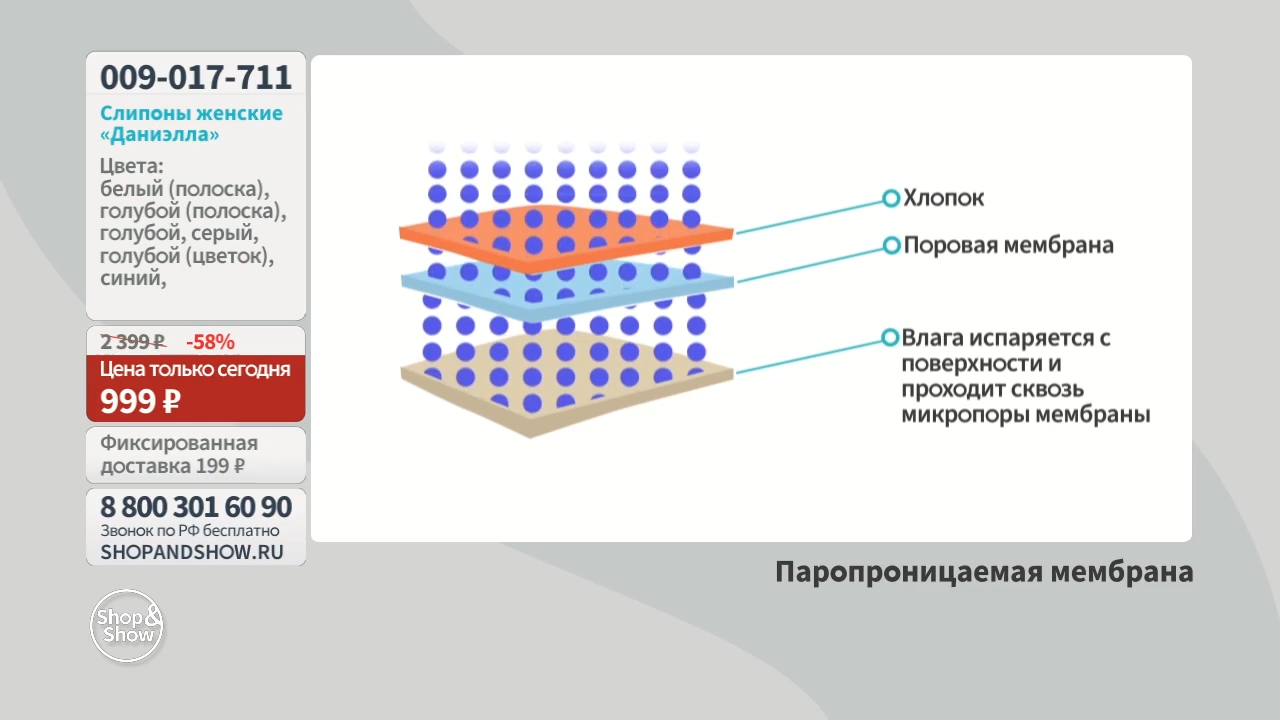 009-017-711
Слипоны женские
«Даниэлла»
Цвета:
белый (полоска),
голубой (полоска),
голубой, серый,
голубой (цветок),
синий,
2 399 ₽ -58%
Цена только сегодня
999 ₽
Фиксированная
доставка 199 ₽
8 800 301 60 90
Звонок по РФ бесплатно
SHOPANDSHOW.RU
Shop&
Show
Хлопок
Поровая мембрана
Влага испаряется с
поверхности и
проходит сквозь
микропоры мембраны
Паропроницаемая мембрана